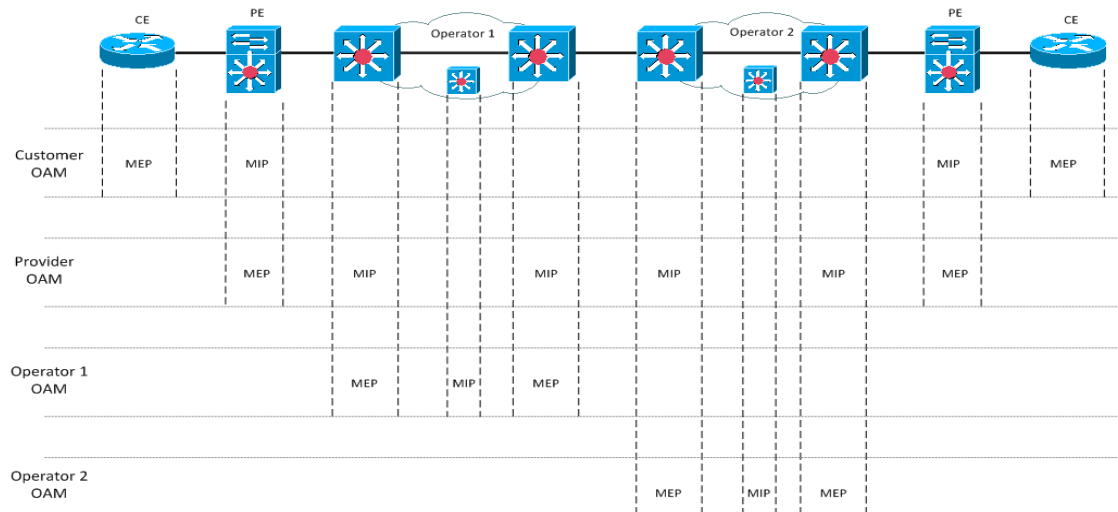 CE
PE
Operator 1
Operator 2
PE
CE
Customer
OAM
MEP
MIP
MIP
MEP
Provider
OAM
MEP
MIP
MIP
MIP
MIP
MEP
Operator 1
OAM
MEP
MIP
MEP
Operator 2
OAM
MEP
MIP
MEP